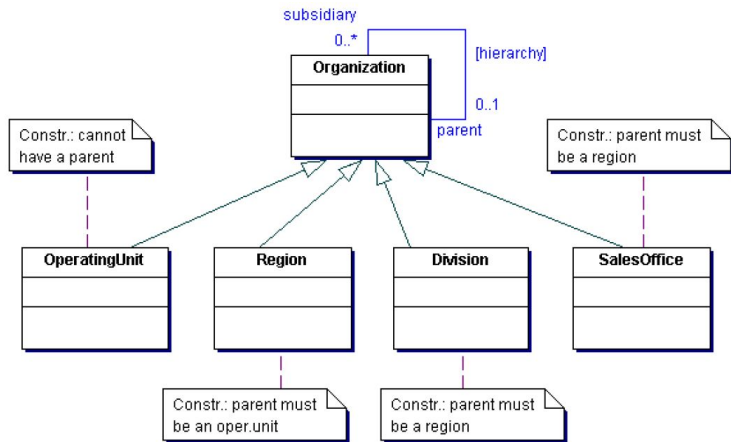 subsidiary
0..*
Organization
[hierarchy]
0..1
parent
Constr.: cannot
have a parent
Constr.: parent must
be a region
OperatingUnit
Region
Division
SalesOffice
Constr.: parent must
be an oper.unit
Constr.: parent must
be a region